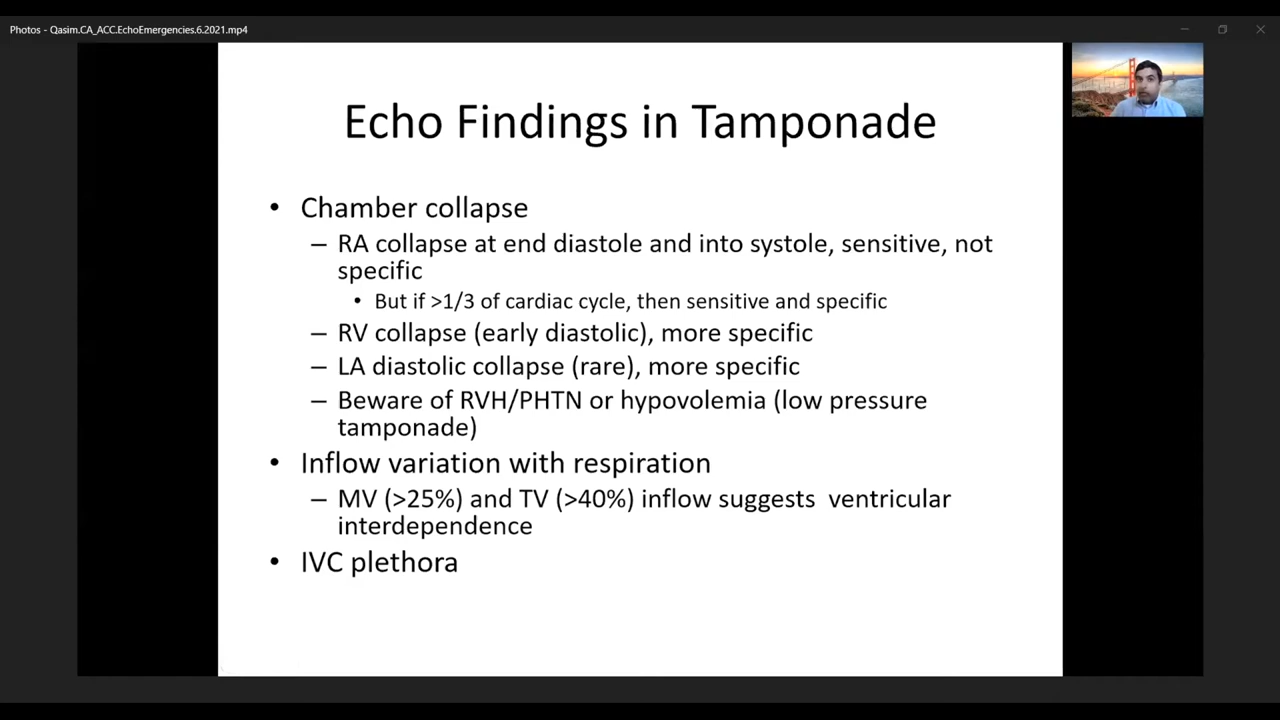 Photos - Qasim.CA_ACC.EchoEmergencies.6.2021.mp4
Echo Findings in Tamponade
• Chamber collapse
– RA collapse at end diastole and into systole, sensitive, not
specific
• But if >1/3 of cardiac cycle, then sensitive and specific
– RV collapse (early diastolic), more specific
– LA diastolic collapse (rare), more specific
– Beware of RVH/PHTN or hypovolemia (low pressure
tamponade)
• Inflow variation with respiration
– MV (>25%) and TV (>40%) inflow suggests ventricular
interdependence
• IVC plethora